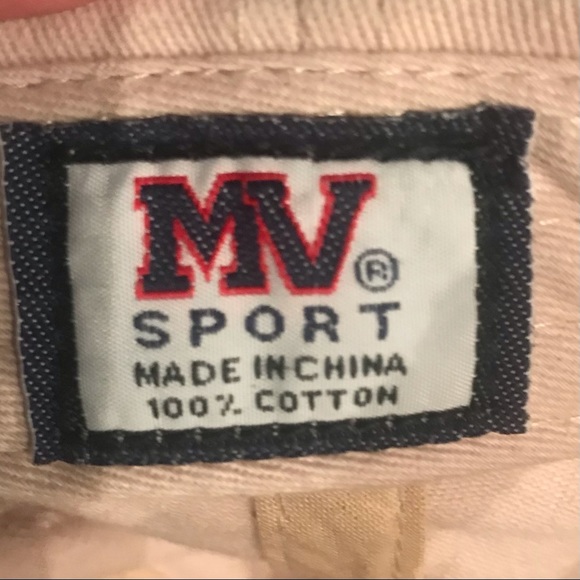 MV®
SPORT
MADE IN CHINA
100% COTTON